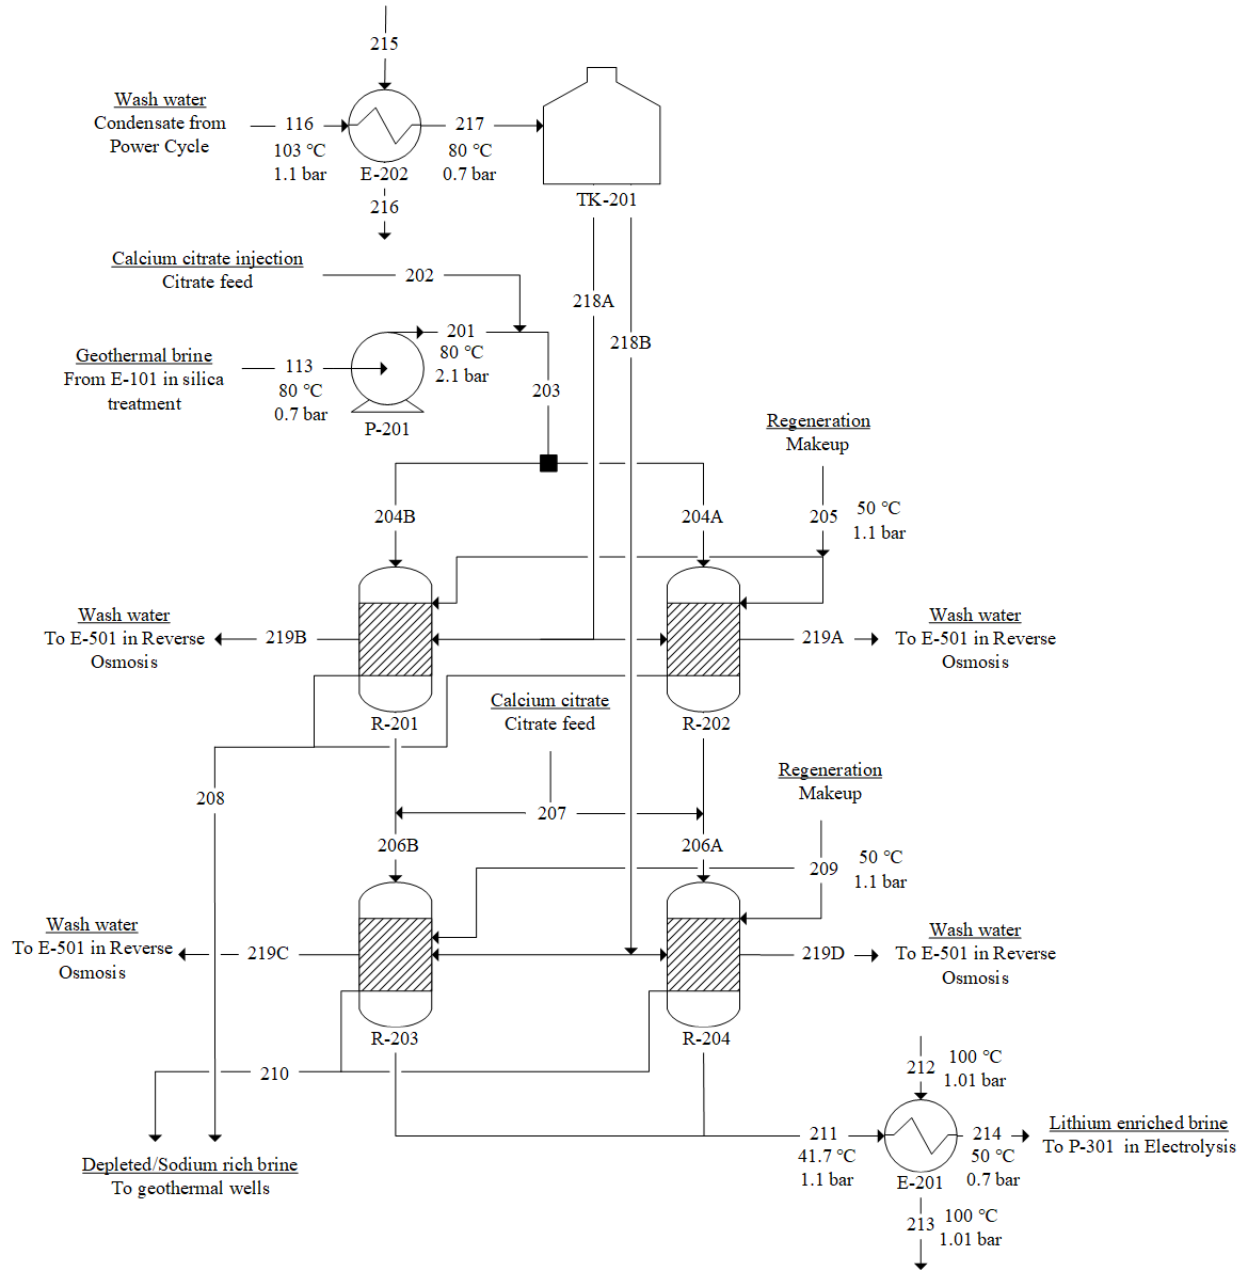 215
Wash water
Condensate from
Power Cycle
116
103 °C
1.1 bar
217
80 °C
0.7 bar
E-202
216
TK-201
Calcium citrate injection
Citrate feed
202
218A
218B
Geothermal brine
From E-101 in silica
treatment
113
80 °C
0.7 bar
201
80 °C
2.1 bar
203
P-201
Regeneration
Makeup
204B
204A
205
50 °C
1.1 bar
Wash water
To E-501 in Reverse
Osmosis
219B
219A
Wash water
To E-501 in Reverse
Osmosis
R-201
R-202
Calcium citrate
Citrate feed
208
207
Regeneration
Makeup
206B
206A
209
50 °C
1.1 bar
Wash water
To E-501 in Reverse
Osmosis
219C
219D
Wash water
To E-501 in Reverse
Osmosis
R-203
R-204
210
212
100 °C
1.01 bar
211
41.7 °C
1.1 bar
214
50 °C
0.7 bar
Lithium enriched brine
To P-301 in Electrolysis
E-201
213
100 °C
1.01 bar
Depleted/Sodium rich brine
To geothermal wells